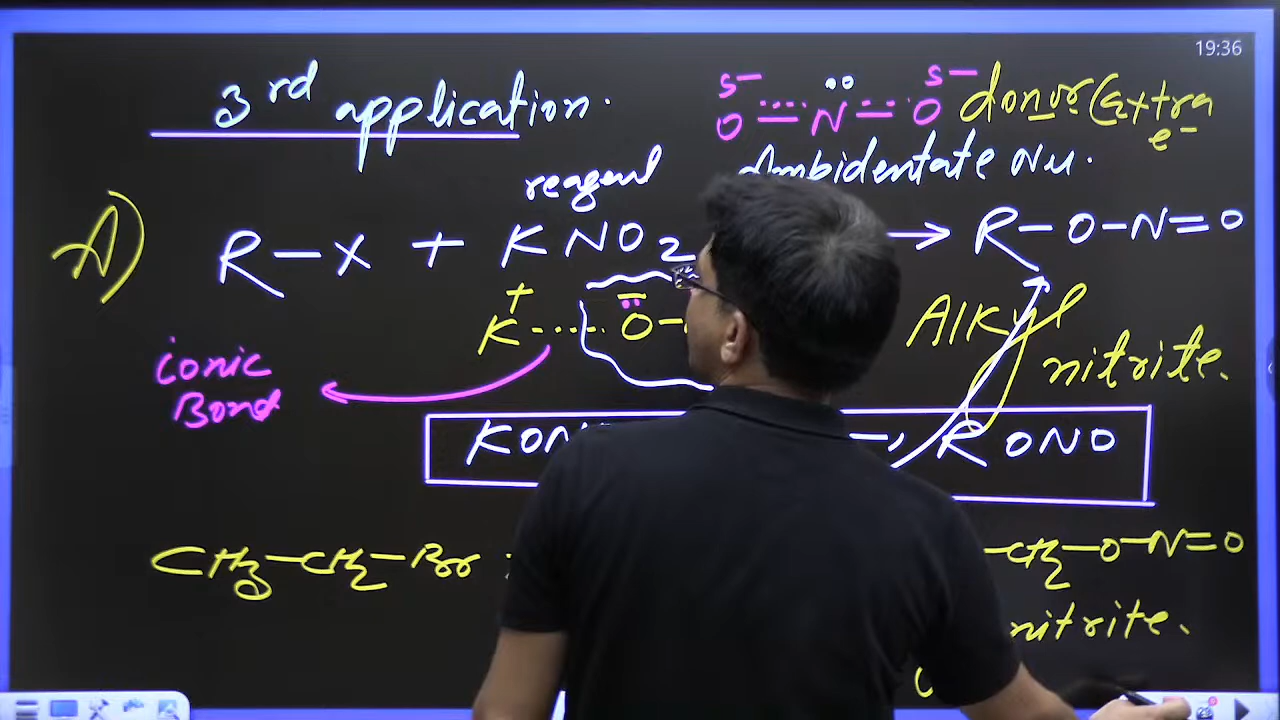 19:36
3rd application.
S− S−
O N O donor (Extra e−
Ambidentate Nu.
reagent
A) R-X + KNO2 → R-O-N=O
K+ O-
Alkyl nitrite.
ionic Bond
KON RONO
CH3-CH2-Br -CH2-O-N=O
nitrite.